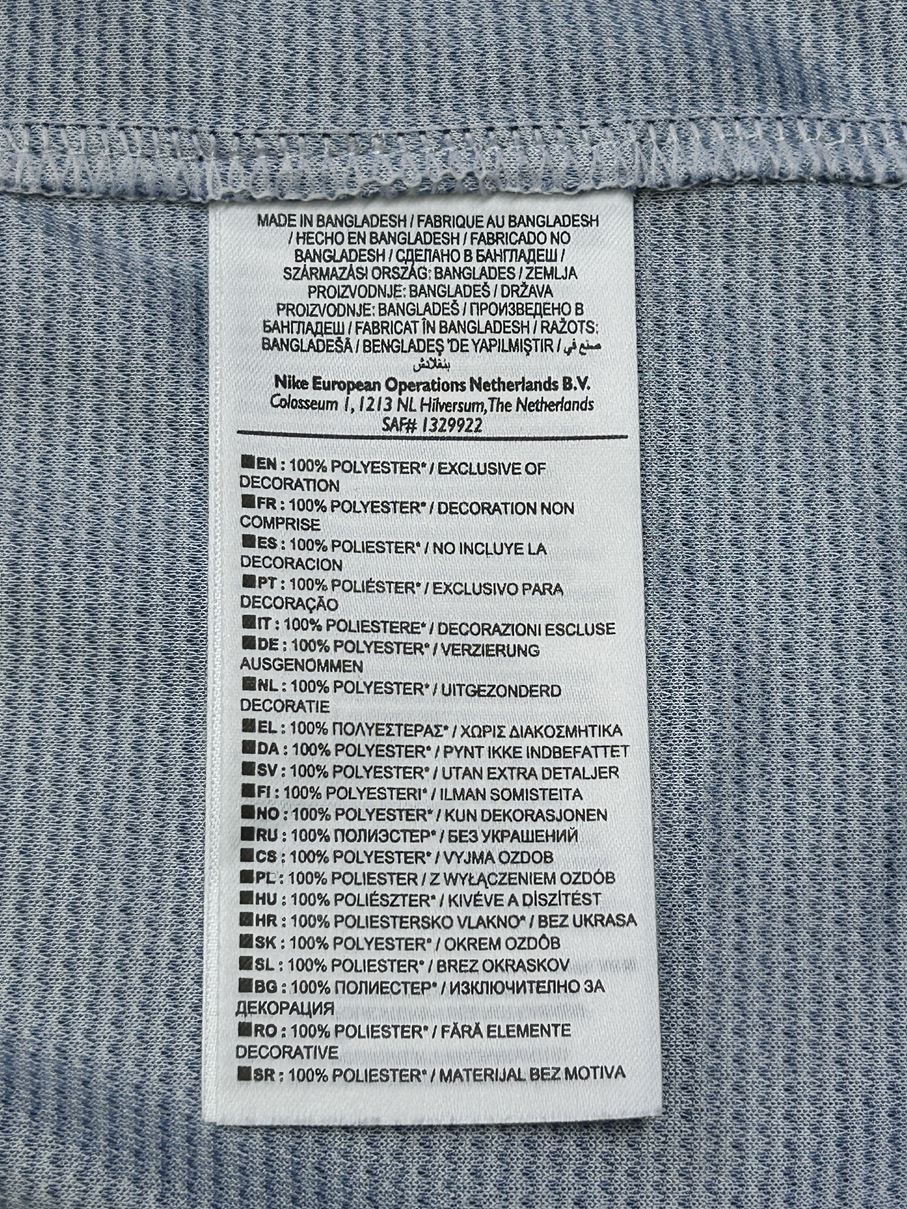 MADE IN BANGLADESH / FABRIQUE AU BANGLADESH
/ HECHO EN BANGLADESH / FABRICADO NO
BANGLADESH / СДЕЛАНО В БАНГЛАДЕШ /
SZÁRMAZÁSI ORSZÁG: BANGLADES / ZEMLJA
PROIZVODNJE: BANGLADEŠ / DRŽAVA
PROIZVODNJE: BANGLADEŠ / ПРОИЗВЕДЕНО В
БАНГЛАДЕШ / FABRICAT ÎN BANGLADESH / RAŽOTS:
BANGLADEŠĀ / BENGLADEŞ 'DE YAPILMIŞTIR / صنع في
بنغلادش
Nike European Operations Netherlands B.V.
Colosseum 1, 1213 NL Hilversum, The Netherlands
SAF# 1329922
EN : 100% POLYESTER* / EXCLUSIVE OF
DECORATION
FR : 100% POLYESTER* / DECORATION NON
COMPRISE
ES : 100% POLIESTER* / NO INCLUYE LA
DECORACION
PT : 100% POLIÉSTER* / EXCLUSIVO PARA
DECORAÇÃO
IT : 100% POLIESTERE* / DECORAZIONI ESCLUSE
DE : 100% POLYESTER* / VERZIERUNG
AUSGENOMMEN
NL : 100% POLYESTER* / UITGEZONDERD
DECORATIE
EL : 100% ΠΟΛΥΕΣΤΕΡΑΣ* / ΧΩΡΙΣ ΔΙΑΚΟΣΜΗΤΙΚΑ
DA : 100% POLYESTER* / PYNT IKKE INDBEFATTET
SV : 100% POLYESTER* / UTAN EXTRA DETALJER
FI : 100% POLYESTERI* / ILMAN SOMISTEITA
NO : 100% POLYESTER* / KUN DEKORASJONEN
RU : 100% ПОЛИЭСТЕР* / БЕЗ УКРАШЕНИЙ
CS : 100% POLYESTER* / VYJMA OZDOB
PL : 100% POLIESTER / Z WYŁĄCZENIEM OZDÓB
HU : 100% POLIÉSZTER* / KIVÉVE A DÍSZÍTÉST
HR : 100% POLIESTERSKO VLAKNO* / BEZ UKRASA
SK : 100% POLYESTER* / OKREM OZDÔB
SL : 100% POLIESTER* / BREZ OKRASKOV
BG : 100% ПОЛИЕСТЕР* / ИЗКЛЮЧИТЕЛНО ЗА
ДЕКОРАЦИЯ
RO : 100% POLIESTER* / FĂRĂ ELEMENTE
DECORATIVE
SR : 100% POLIESTER* / MATERIJAL BEZ MOTIVA